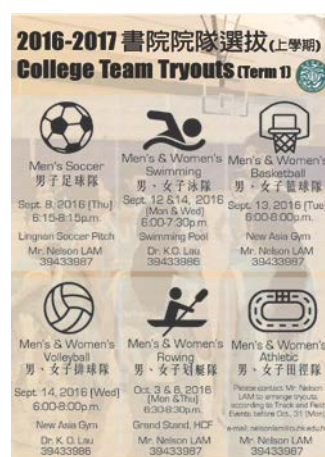 2016-2017 書院院隊選拔(上學期)
College Team Tryouts (Term 1)
Men's Soccer
男子足球隊
Sept. 8, 2016 (Thu)
6:15-8:15p.m.
Lingnan Soccer Pitch
Mr. Nelson LAM
39433987
Men's & Women's
Swimming
男、女子泳隊
Sept. 12 & 14, 2016
(Mon & Wed)
6:00-7:30p.m.
Swimming Pool
Dr. K.O. Lau
39433986
Men's & Women's
Basketball
男、女子籃球隊
Sept. 13, 2016 (Tue)
6:00-8:00p.m.
New Asia Gym
Mr. Nelson LAM
39433987
Men's & Women's
Volleyball
男、女子排球隊
Sept. 14, 2016 (Wed)
6:00-8:00p.m.
New Asia Gym
Dr. K. O. Lau
39433986
Men's & Women's
Rowing
男、女子划艇隊
Oct. 3 & 6, 2016
(Mon & Thu)
6:30-8:30p.m.
Grand Stand, HCF
Mr. Nelson LAM
39433987
Men's & Women's
Athletic
男、女子田徑隊
Please contact Mr. Nelson
LAM to arrange tryouts
according to Track and Field
Events before Oct. 31 (Mon)
e-mail: nelsonlam@cuhk.edu.hk
Mr. Nelson LAM
39433987